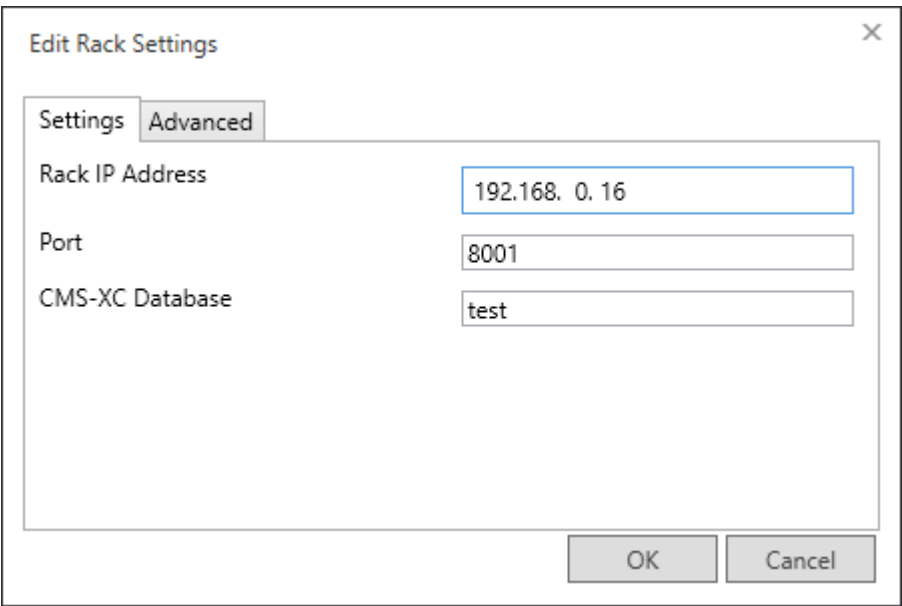 Edit Rack Settings
Settings Advanced
Rack IP Address 192.168. 0. 16
Port 8001
CMS-XC Database test
OK Cancel